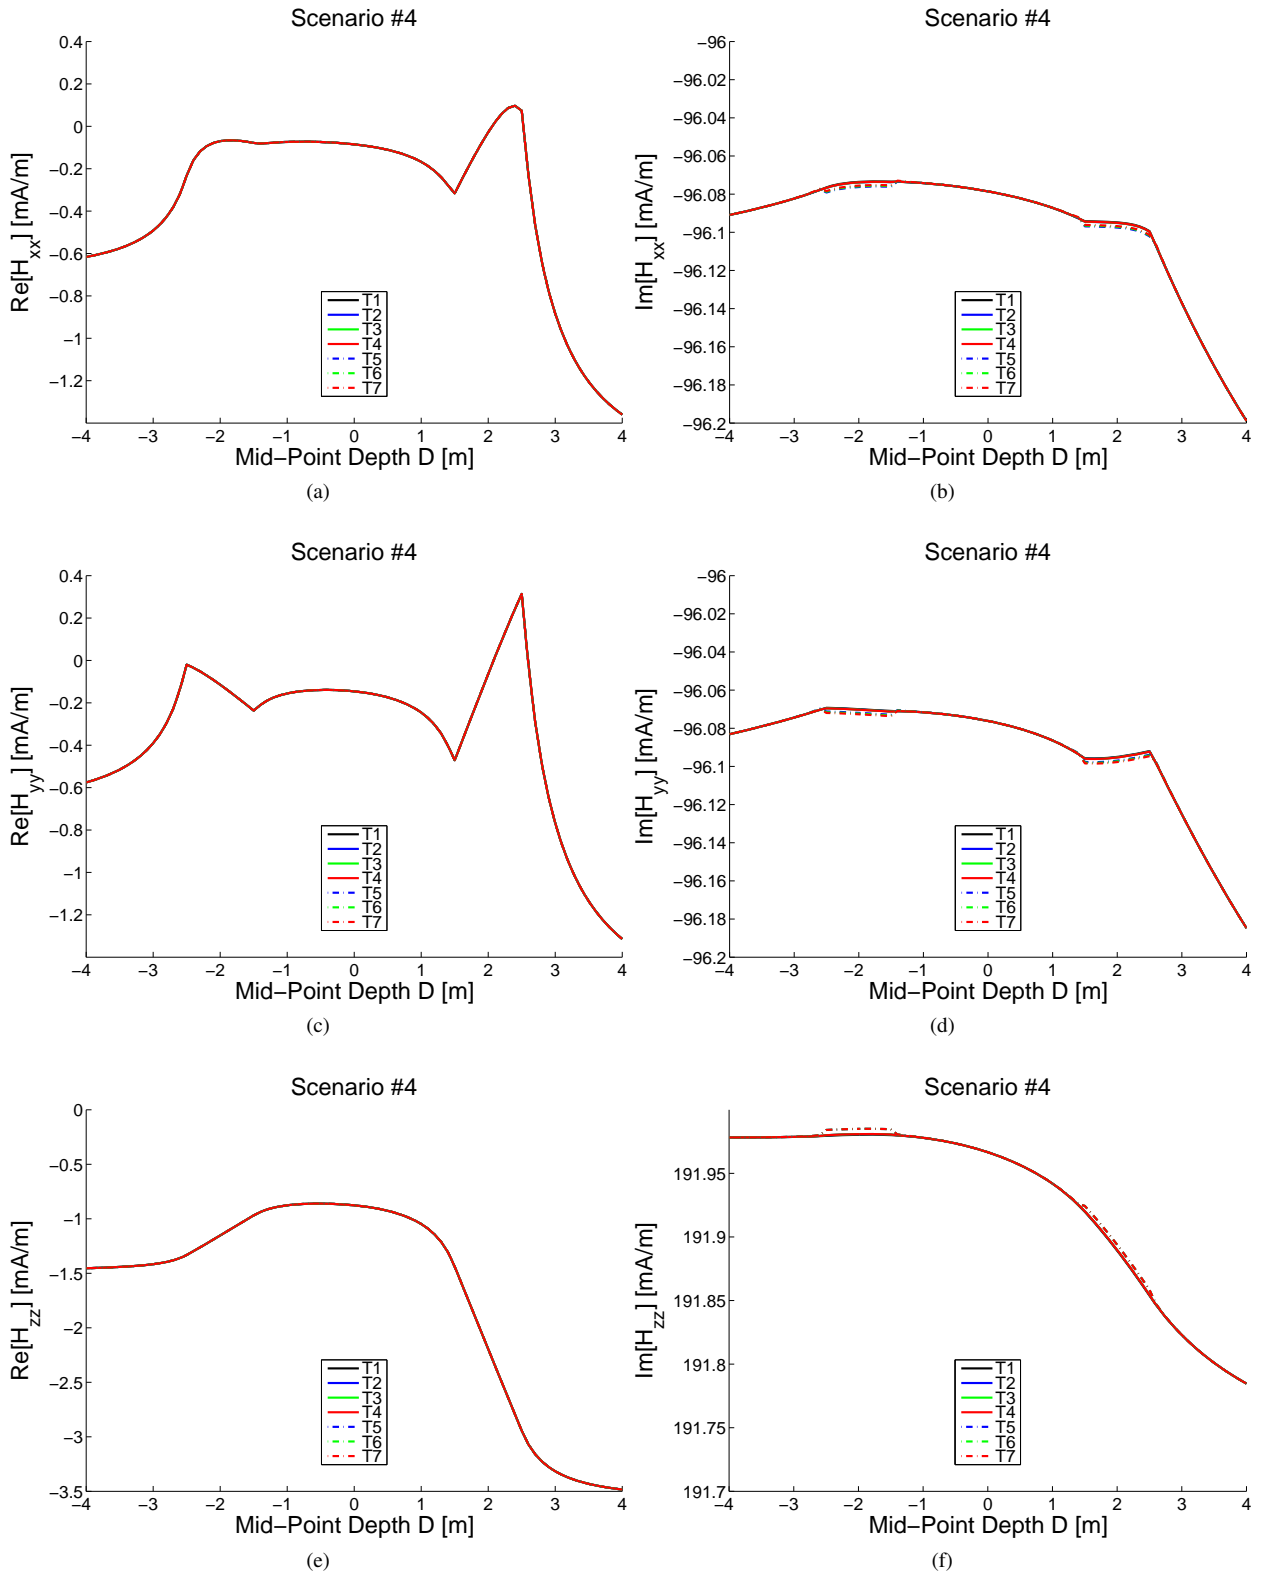 Scenario #4
0.4
0.2
0
−0.2
−0.4
−0.6
−0.8
−1
−1.2
Re[H_xx] [mA/m]
T1
T2
T3
T4
T5
T6
T7
−4 −3 −2 −1 0 1 2 3 4
Mid−Point Depth D [m]
(a)
Scenario #4
−96
−96.02
−96.04
−96.06
−96.08
−96.1
−96.12
−96.14
−96.16
−96.18
−96.2
Im[H_xx] [mA/m]
T1
T2
T3
T4
T5
T6
T7
−4 −3 −2 −1 0 1 2 3 4
Mid−Point Depth D [m]
(b)
Scenario #4
0.4
0.2
0
−0.2
−0.4
−0.6
−0.8
−1
−1.2
Re[H_yy] [mA/m]
T1
T2
T3
T4
T5
T6
T7
−4 −3 −2 −1 0 1 2 3 4
Mid−Point Depth D [m]
(c)
Scenario #4
−96
−96.02
−96.04
−96.06
−96.08
−96.1
−96.12
−96.14
−96.16
−96.18
−96.2
Im[H_yy] [mA/m]
T1
T2
T3
T4
T5
T6
T7
−4 −3 −2 −1 0 1 2 3 4
Mid−Point Depth D [m]
(d)
Scenario #4
0
−0.5
−1
−1.5
−2
−2.5
−3
−3.5
Re[H_zz] [mA/m]
T1
T2
T3
T4
T5
T6
T7
−4 −3 −2 −1 0 1 2 3 4
Mid−Point Depth D [m]
(e)
Scenario #4
191.95
191.9
191.85
191.8
191.75
191.7
Im[H_zz] [mA/m]
T1
T2
T3
T4
T5
T6
T7
−4 −3 −2 −1 0 1 2 3 4
Mid−Point Depth D [m]
(f)